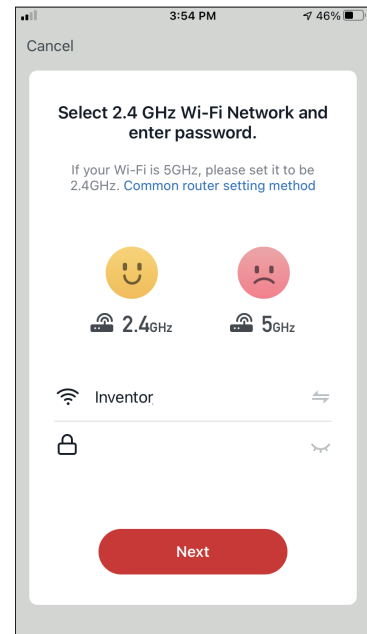 3:54 PM 46%
Cancel
Select 2.4 GHz Wi-Fi Network and
enter password.
If your Wi-Fi is 5GHz, please set it to be
2.4GHz. Common router setting method
2.4GHz 5GHz
Inventor
Next